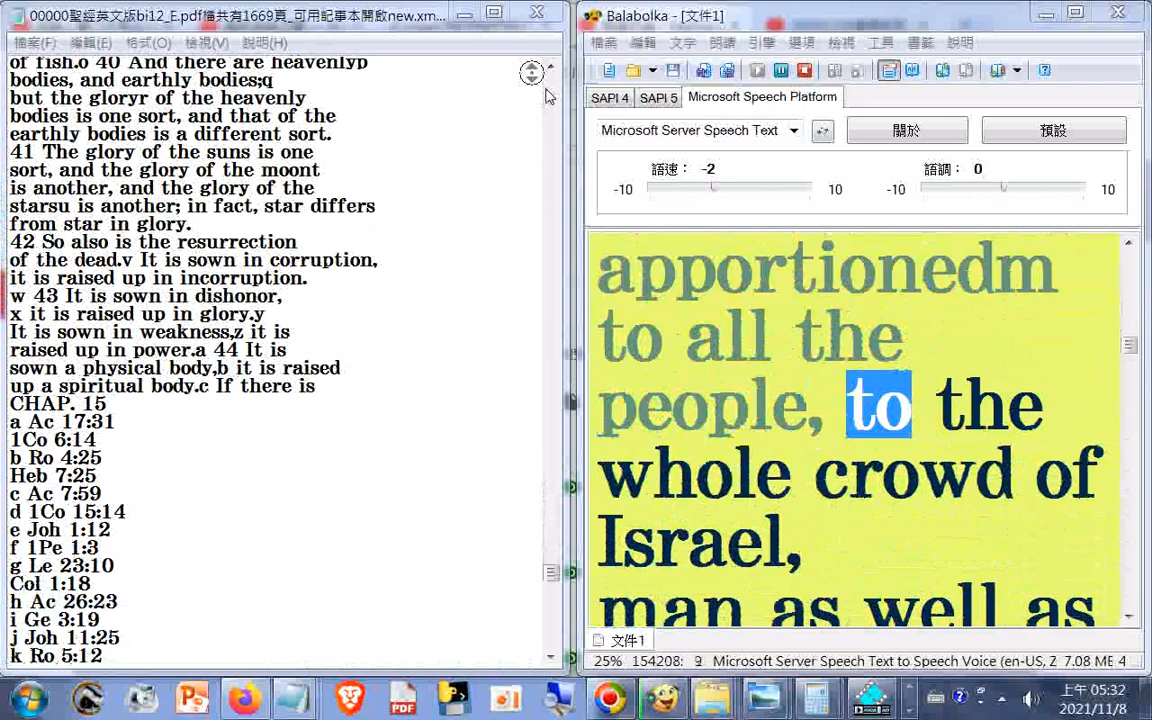 00000聖經英文版bi12_E.pdf檔共有1669頁_可用記事本開啟new.xm...
檔案(F) 編輯(E) 格式(O) 檢視(V) 說明(H)
of fish.o 40 And there are heavenlyp
bodies, and earthly bodies;q
but the gloryr of the heavenly
bodies is one sort, and that of the
earthly bodies is a different sort.
41 The glory of the suns is one
sort, and the glory of the moont
is another, and the glory of the
starsu is another; in fact, star differs
from star in glory.
42 So also is the resurrection
of the dead.v It is sown in corruption,
it is raised up in incorruption.
w 43 It is sown in dishonor,
x it is raised up in glory.y
It is sown in weakness,z it is
raised up in power.a 44 It is
sown a physical body,b it is raised
up a spiritual body.c If there is
CHAP. 15
a Ac 17:31
1Co 6:14
b Ro 4:25
Heb 7:25
c Ac 7:59
d 1Co 15:14
e Joh 1:12
f 1Pe 1:3
g Le 23:10
Col 1:18
h Ac 26:23
i Ge 3:19
j Joh 11:25
k Ro 5:12
Balabolka - [文件1]
檔案 編輯 文字 朗讀 引擎 選項 檢視 工具 書籤 說明
SAPI 4 SAPI 5 Microsoft Speech Platform
Microsoft Server Speech Text 關於 預設
語速： -2 語調： 0
-10 10 -10 10
apportionedm
to all the
people, to the
whole crowd of
Israel,
man as well as
文件1
25% 154208: 9 Microsoft Server Speech Text to Speech Voice (en-US, Z 7.08 ME 4
上午 05:32
2021/11/8